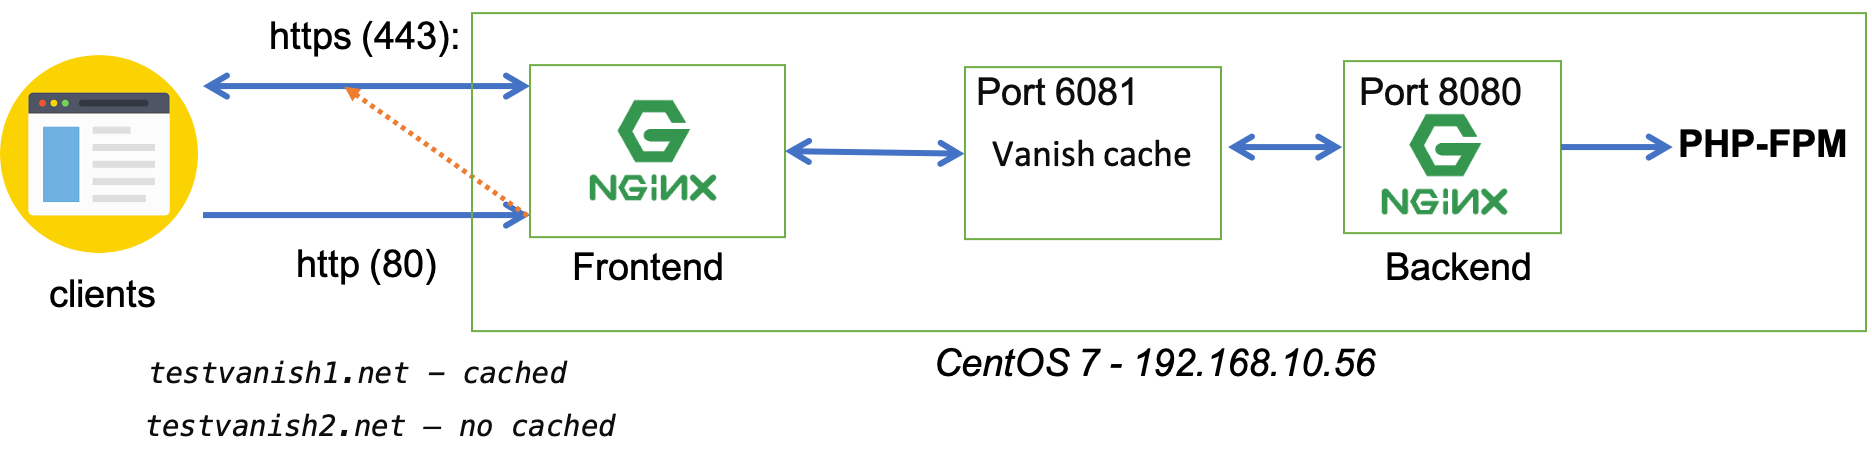 https (443):
Port 6081
Port 8080
Vanish cache
PHP-FPM
NGiNX
NGiNX
http (80)
Frontend
Backend
clients
CentOS 7 - 192.168.10.56
testvanish1.net – cached
testvanish2.net – no cached